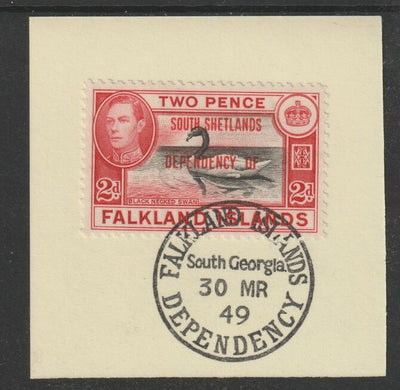 TWO PENCE
SOUTH SHETLANDS
DEPENDENCY OF
2d
2d
BLACK NECKED SWAN
FALKLAND ISLANDS
FALKLAND ISLANDS
South Georgia.
30 MR
49
DEPENDENCY